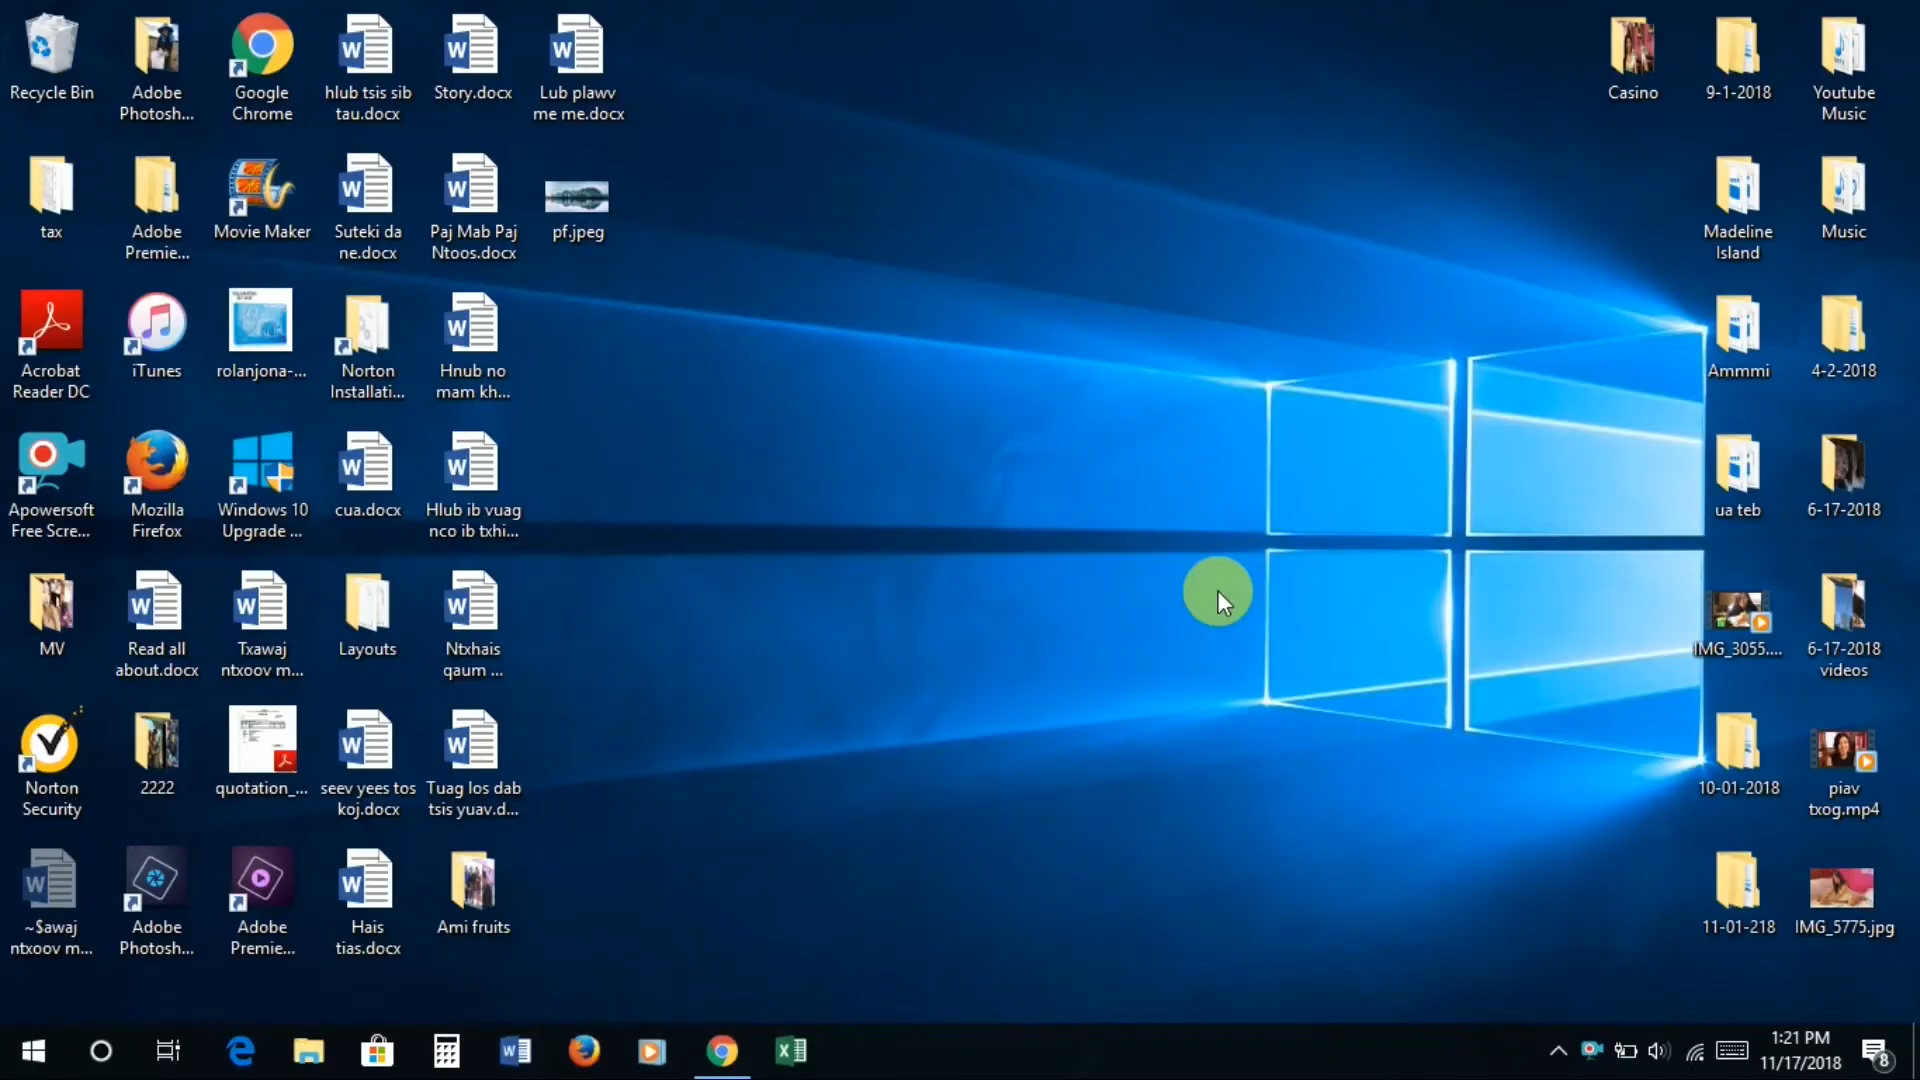 Recycle Bin
Adobe
Photosh...
Google
Chrome
hlub tsis sib
tau.docx
Story.docx
Lub plawv
me me.docx
Casino
9-1-2018
Youtube
Music
tax
Adobe
Premie...
Movie Maker
Suteki da
ne.docx
Paj Mab Paj
Ntoos.docx
pf.jpeg
Madeline
Island
Music
Acrobat
Reader DC
iTunes
rolanjona-...
Norton
Installati...
Hnub no
mam kh...
Ammmi
4-2-2018
Apowersoft
Free Scre...
Mozilla
Firefox
Windows 10
Upgrade ...
cua.docx
Hlub ib vuag
nco ib txhi...
ua teb
6-17-2018
MV
Read all
about.docx
Txawaj
ntxoov m...
Layouts
Ntxhais
qaum ...
IMG_3055....
6-17-2018
videos
Norton
Security
2222
quotation_...
seev yees tos
koj.docx
Tuag los dab
tsis yuav.d...
10-01-2018
piav
txog.mp4
~$awaj
ntxoov m...
Adobe
Photosh...
Adobe
Premie...
Hais
tias.docx
Ami fruits
11-01-218
IMG_5775.jpg
1:21 PM
11/17/2018
8